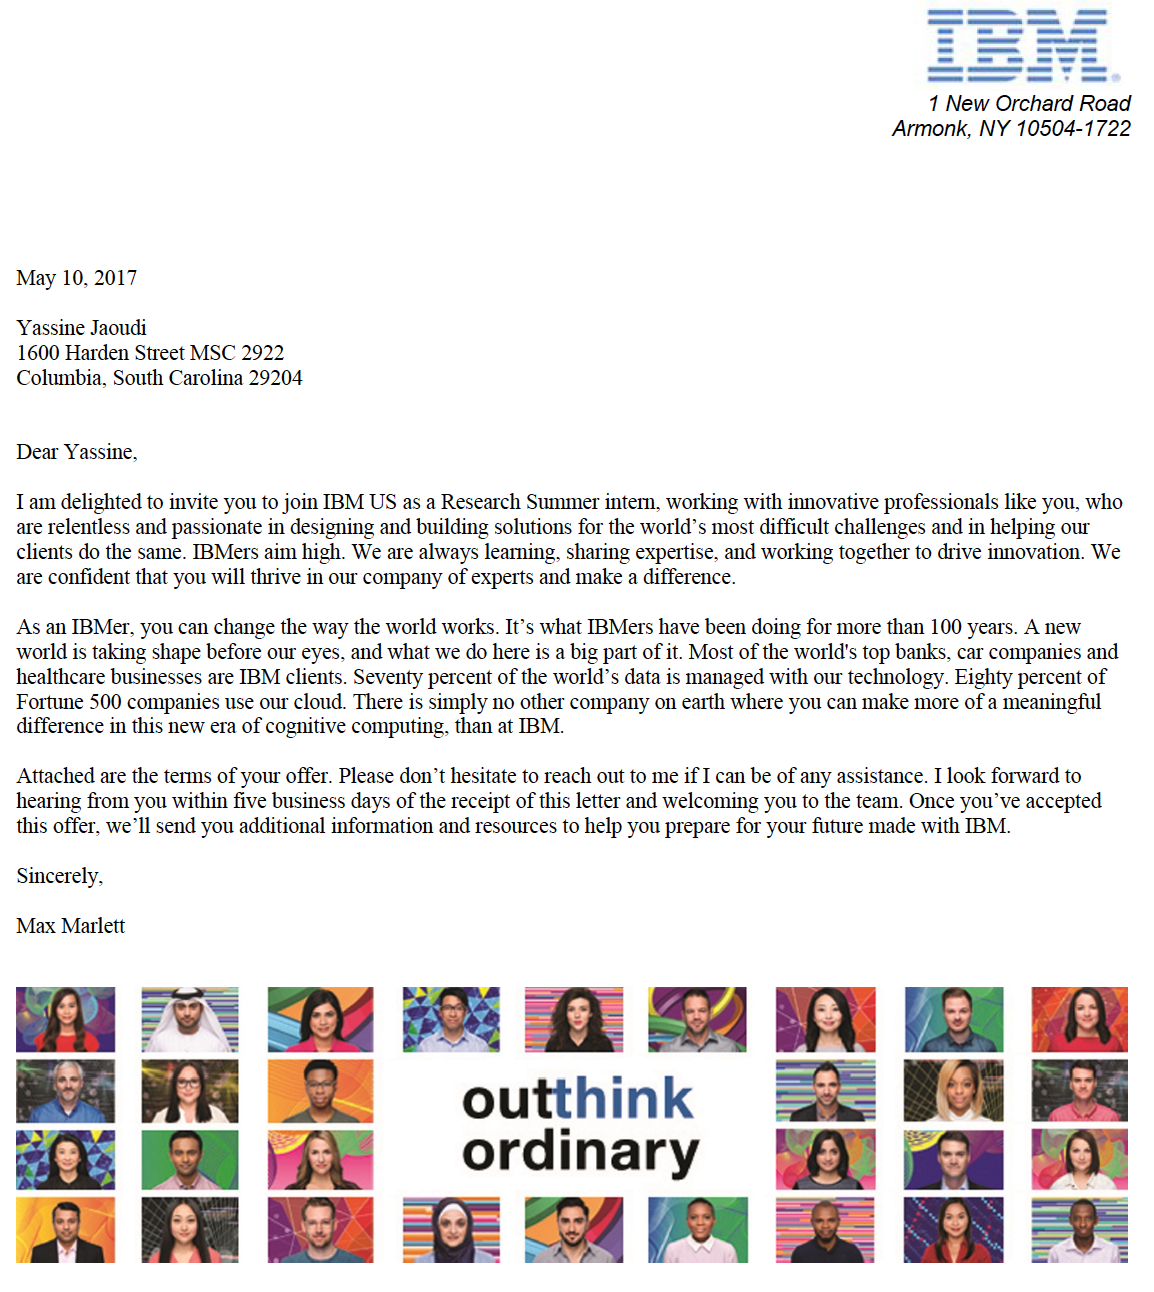 IBM®
1 New Orchard Road
Armonk, NY 10504-1722
May 10, 2017
Yassine Jaoudi
1600 Harden Street MSC 2922
Columbia, South Carolina 29204
Dear Yassine,
I am delighted to invite you to join IBM US as a Research Summer intern, working with innovative professionals like you, who
are relentless and passionate in designing and building solutions for the world’s most difficult challenges and in helping our
clients do the same. IBMers aim high. We are always learning, sharing expertise, and working together to drive innovation. We
are confident that you will thrive in our company of experts and make a difference.
As an IBMer, you can change the way the world works. It’s what IBMers have been doing for more than 100 years. A new
world is taking shape before our eyes, and what we do here is a big part of it. Most of the world's top banks, car companies and
healthcare businesses are IBM clients. Seventy percent of the world’s data is managed with our technology. Eighty percent of
Fortune 500 companies use our cloud. There is simply no other company on earth where you can make more of a meaningful
difference in this new era of cognitive computing, than at IBM.
Attached are the terms of your offer. Please don’t hesitate to reach out to me if I can be of any assistance. I look forward to
hearing from you within five business days of the receipt of this letter and welcoming you to the team. Once you’ve accepted
this offer, we’ll send you additional information and resources to help you prepare for your future made with IBM.
Sincerely,
Max Marlett
outthink
ordinary